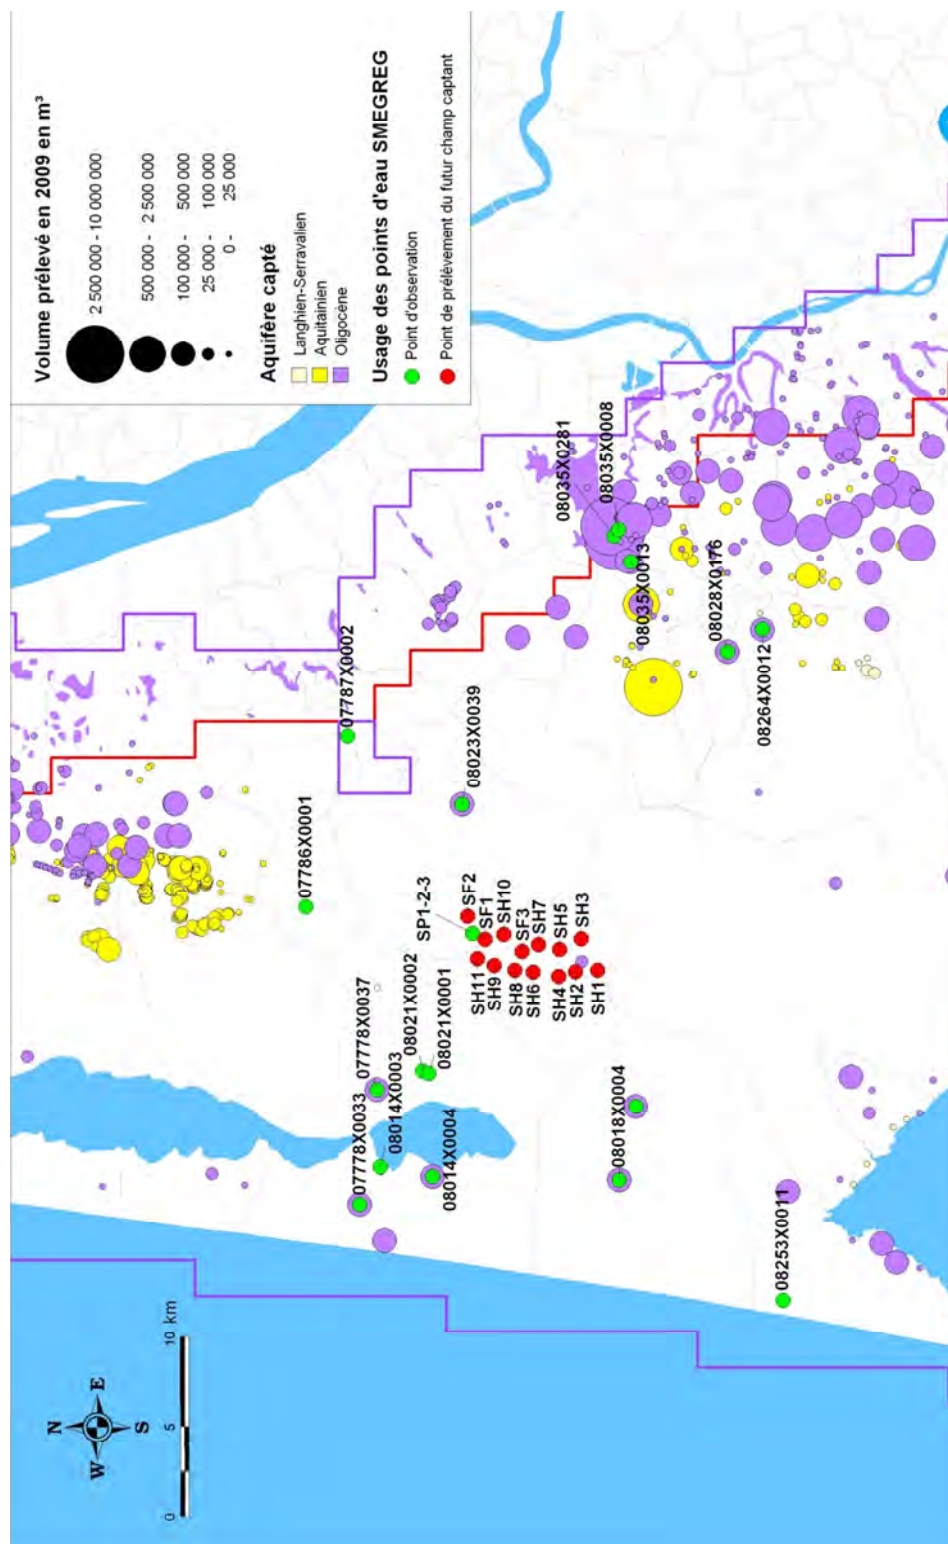 N
W
E
S
0
5
10 km
Volume prélevé en 2009 en m³
2 500 000 - 10 000 000
500 000 - 2 500 000
100 000 - 500 000
25 000 - 100 000
0 - 25 000
Aquifère capté
Langhien-Serravalien
Aquitainien
Oligocène
Usage des points d'eau SMEGREG
Point d'observation
Point de prélèvement du futur champ captant
07786X0001
07787X0002
07778X0033
07778X0037
08014X0003
08014X0004
08021X0002
08021X0001
08023X0039
SP1-2-3
SF2
SF1
SH10
SF3
SH7
SH5
SH3
SH11
SH9
SH8
SH6
SH4
SH2
SH1
08035X0281
08035X0008
08035X0013
08028X0176
08264X0012
08018X0004
08253X0011